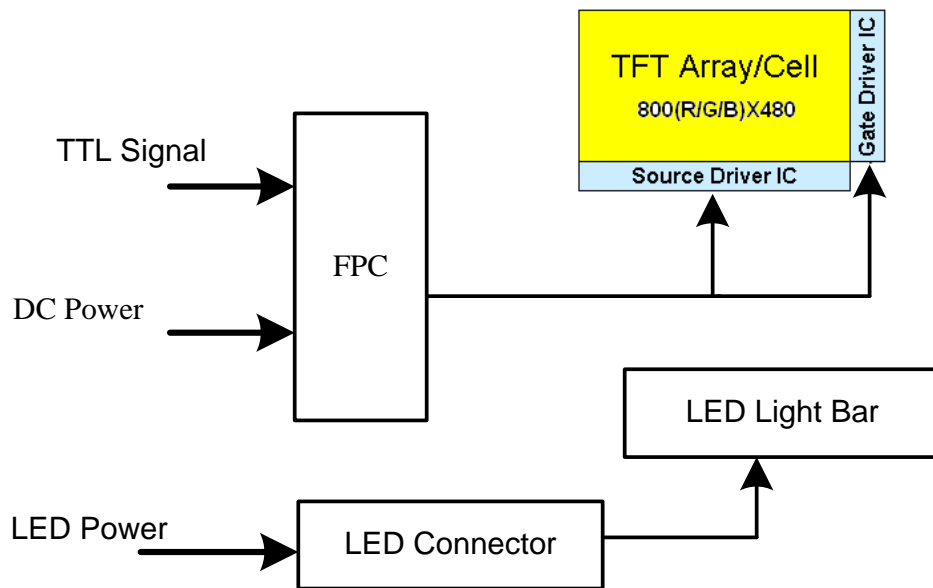 TFT Array/Cell
800(R/G/B)X480
Gate Driver IC
Source Driver IC
TTL Signal
FPC
DC Power
LED Light Bar
LED Power
LED Connector